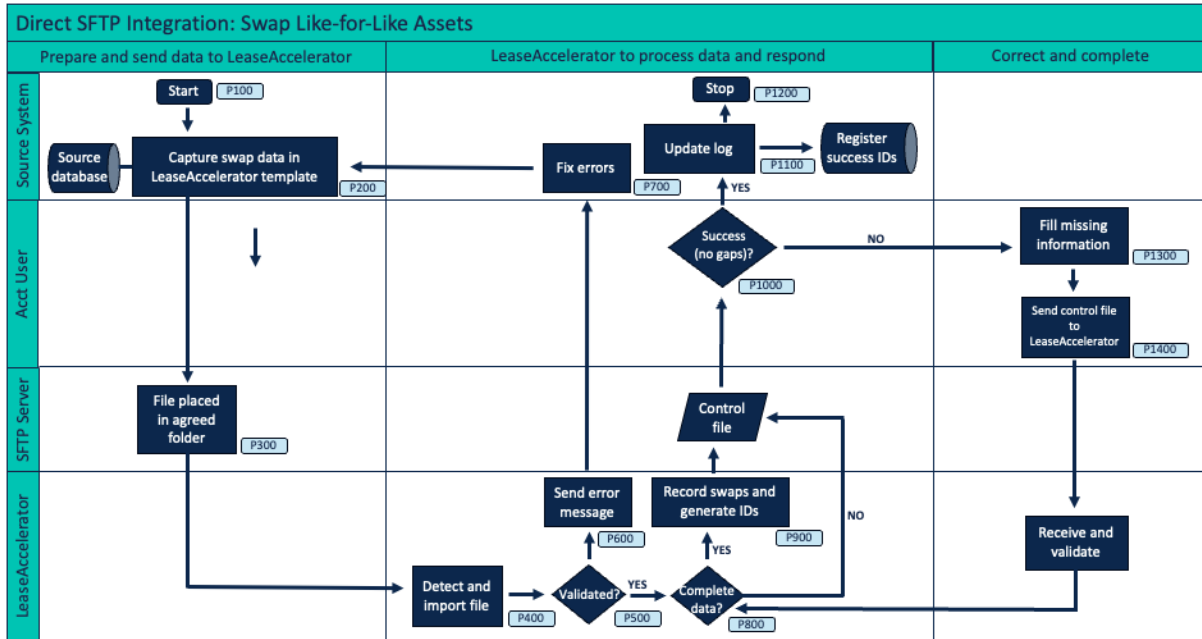 Direct SFTP Integration: Swap Like-for-Like Assets
Prepare and send data to LeaseAccelerator
LeaseAccelerator to process data and respond
Correct and complete
Source System
Start
P100
Source
database
Capture swap data in
LeaseAccelerator template
P200
Fix errors
P700
Stop
P1200
Update log
P1100
Register
success IDs
YES
Acct User
Success
(no gaps)?
P1000
NO
Fill missing
information
P1300
Send control file
to
LeaseAccelerator
P1400
SFTP Server
File placed
in agreed
folder
P300
Control
file
LeaseAccelerator
Send error
message
P600
Record swaps and
generate IDs
P900
NO
YES
Receive and
validate
Detect and
import file
P400
Validated?
YES
P500
Complete
data?
P800